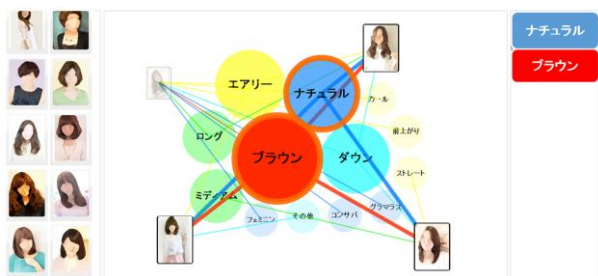 エアリー
ナチュラル
カール
前上がり
ロング
ブラウン
ダウン
ストレート
ミディアム
フェミニン
その他
コンサバ
グラマラス
ナチュラル
ブラウン